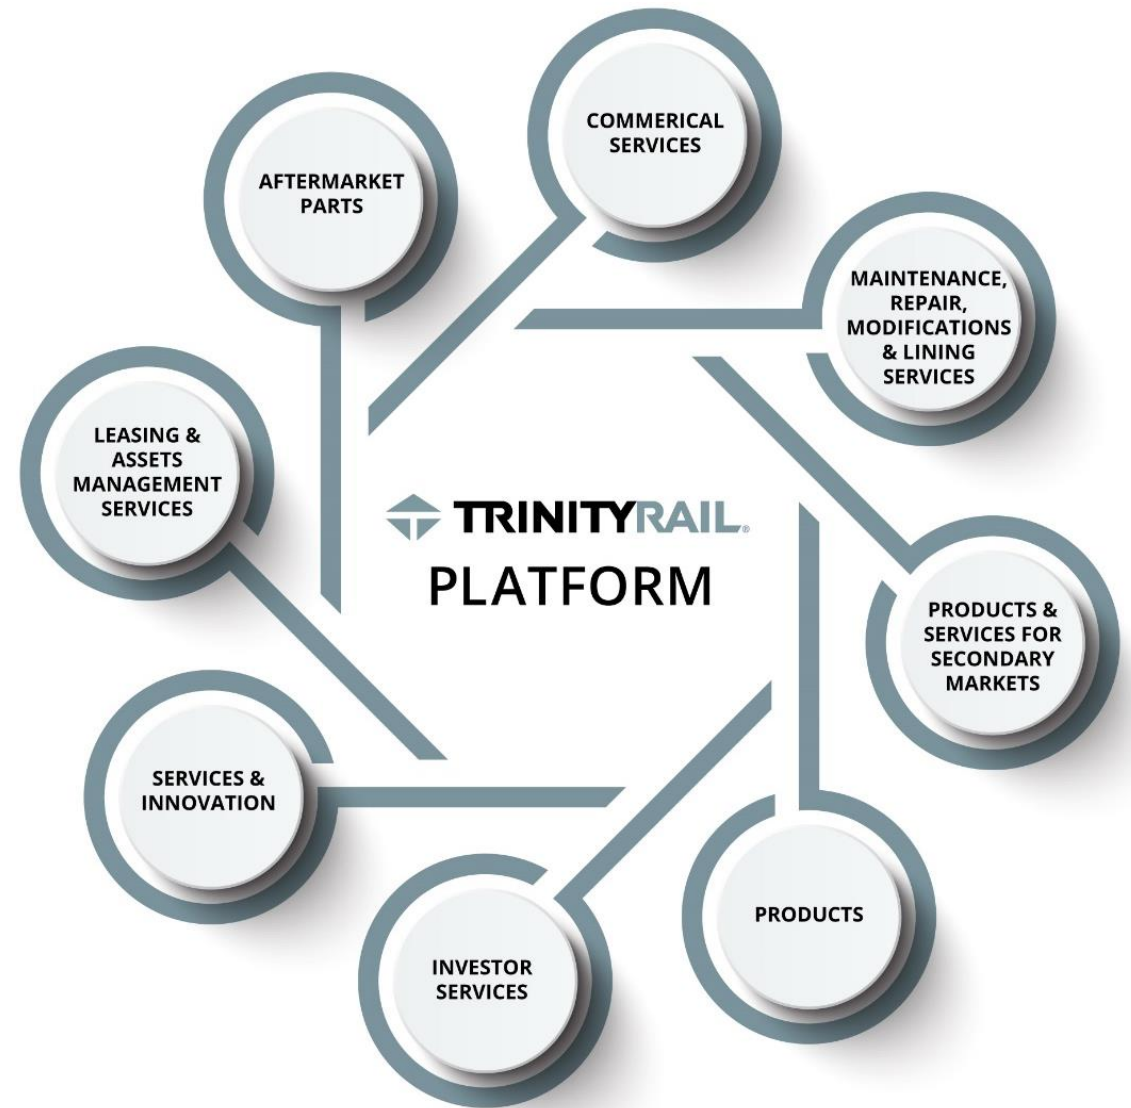 COMMERICAL
SERVICES
AFTERMARKET
PARTS
MAINTENANCE,
REPAIR,
MODIFICATIONS
& LINING
SERVICES
LEASING &
ASSETS
MANAGEMENT
SERVICES
TRINITYRAIL®
PLATFORM
PRODUCTS &
SERVICES FOR
SECONDARY
MARKETS
SERVICES &
INNOVATION
PRODUCTS
INVESTOR
SERVICES